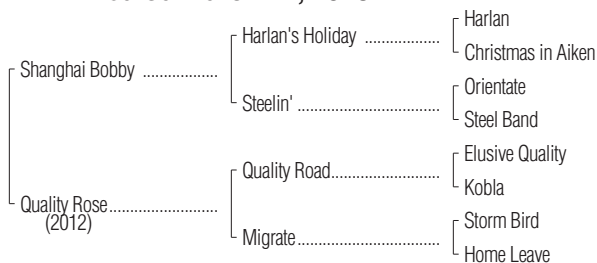 Harlan
Harlan's Holiday ..................
Christmas in Aiken
Shanghai Bobby ..................
Orientate
Steelin' ..................................
Steel Band
Elusive Quality
Quality Road..........................
Kobla
Quality Rose..........................
(2012)
Storm Bird
Migrate..................................
Home Leave